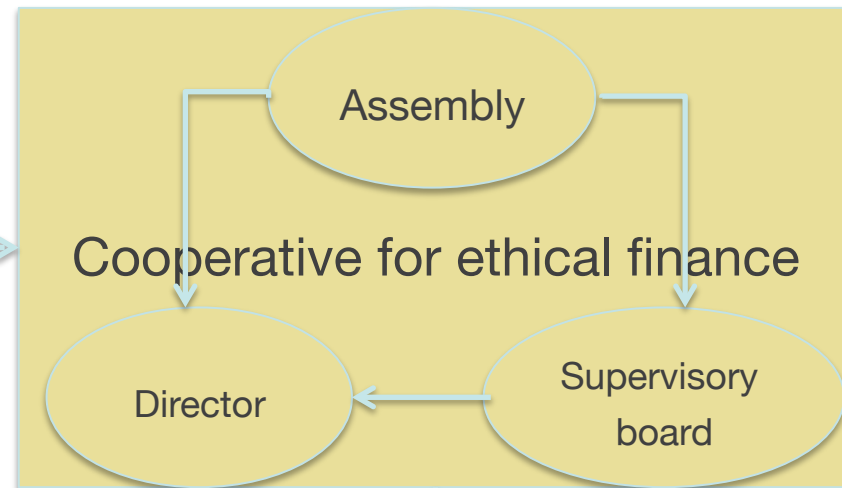 Assembly
Cooperative for ethical finance
Director
Supervisory
board